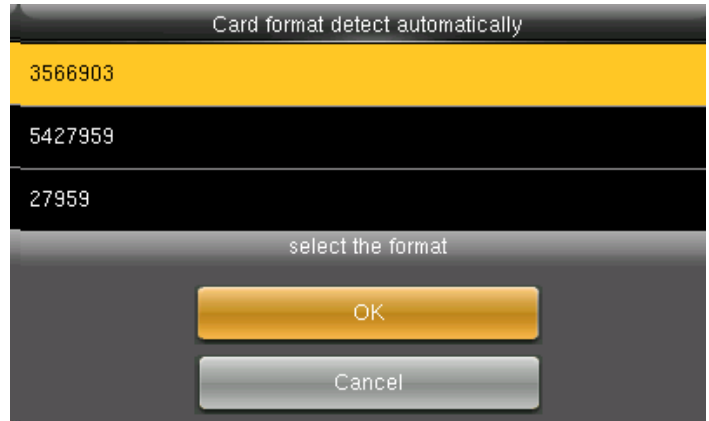 Card format detect automatically
3566903
5427959
27959
select the format
OK
Cancel